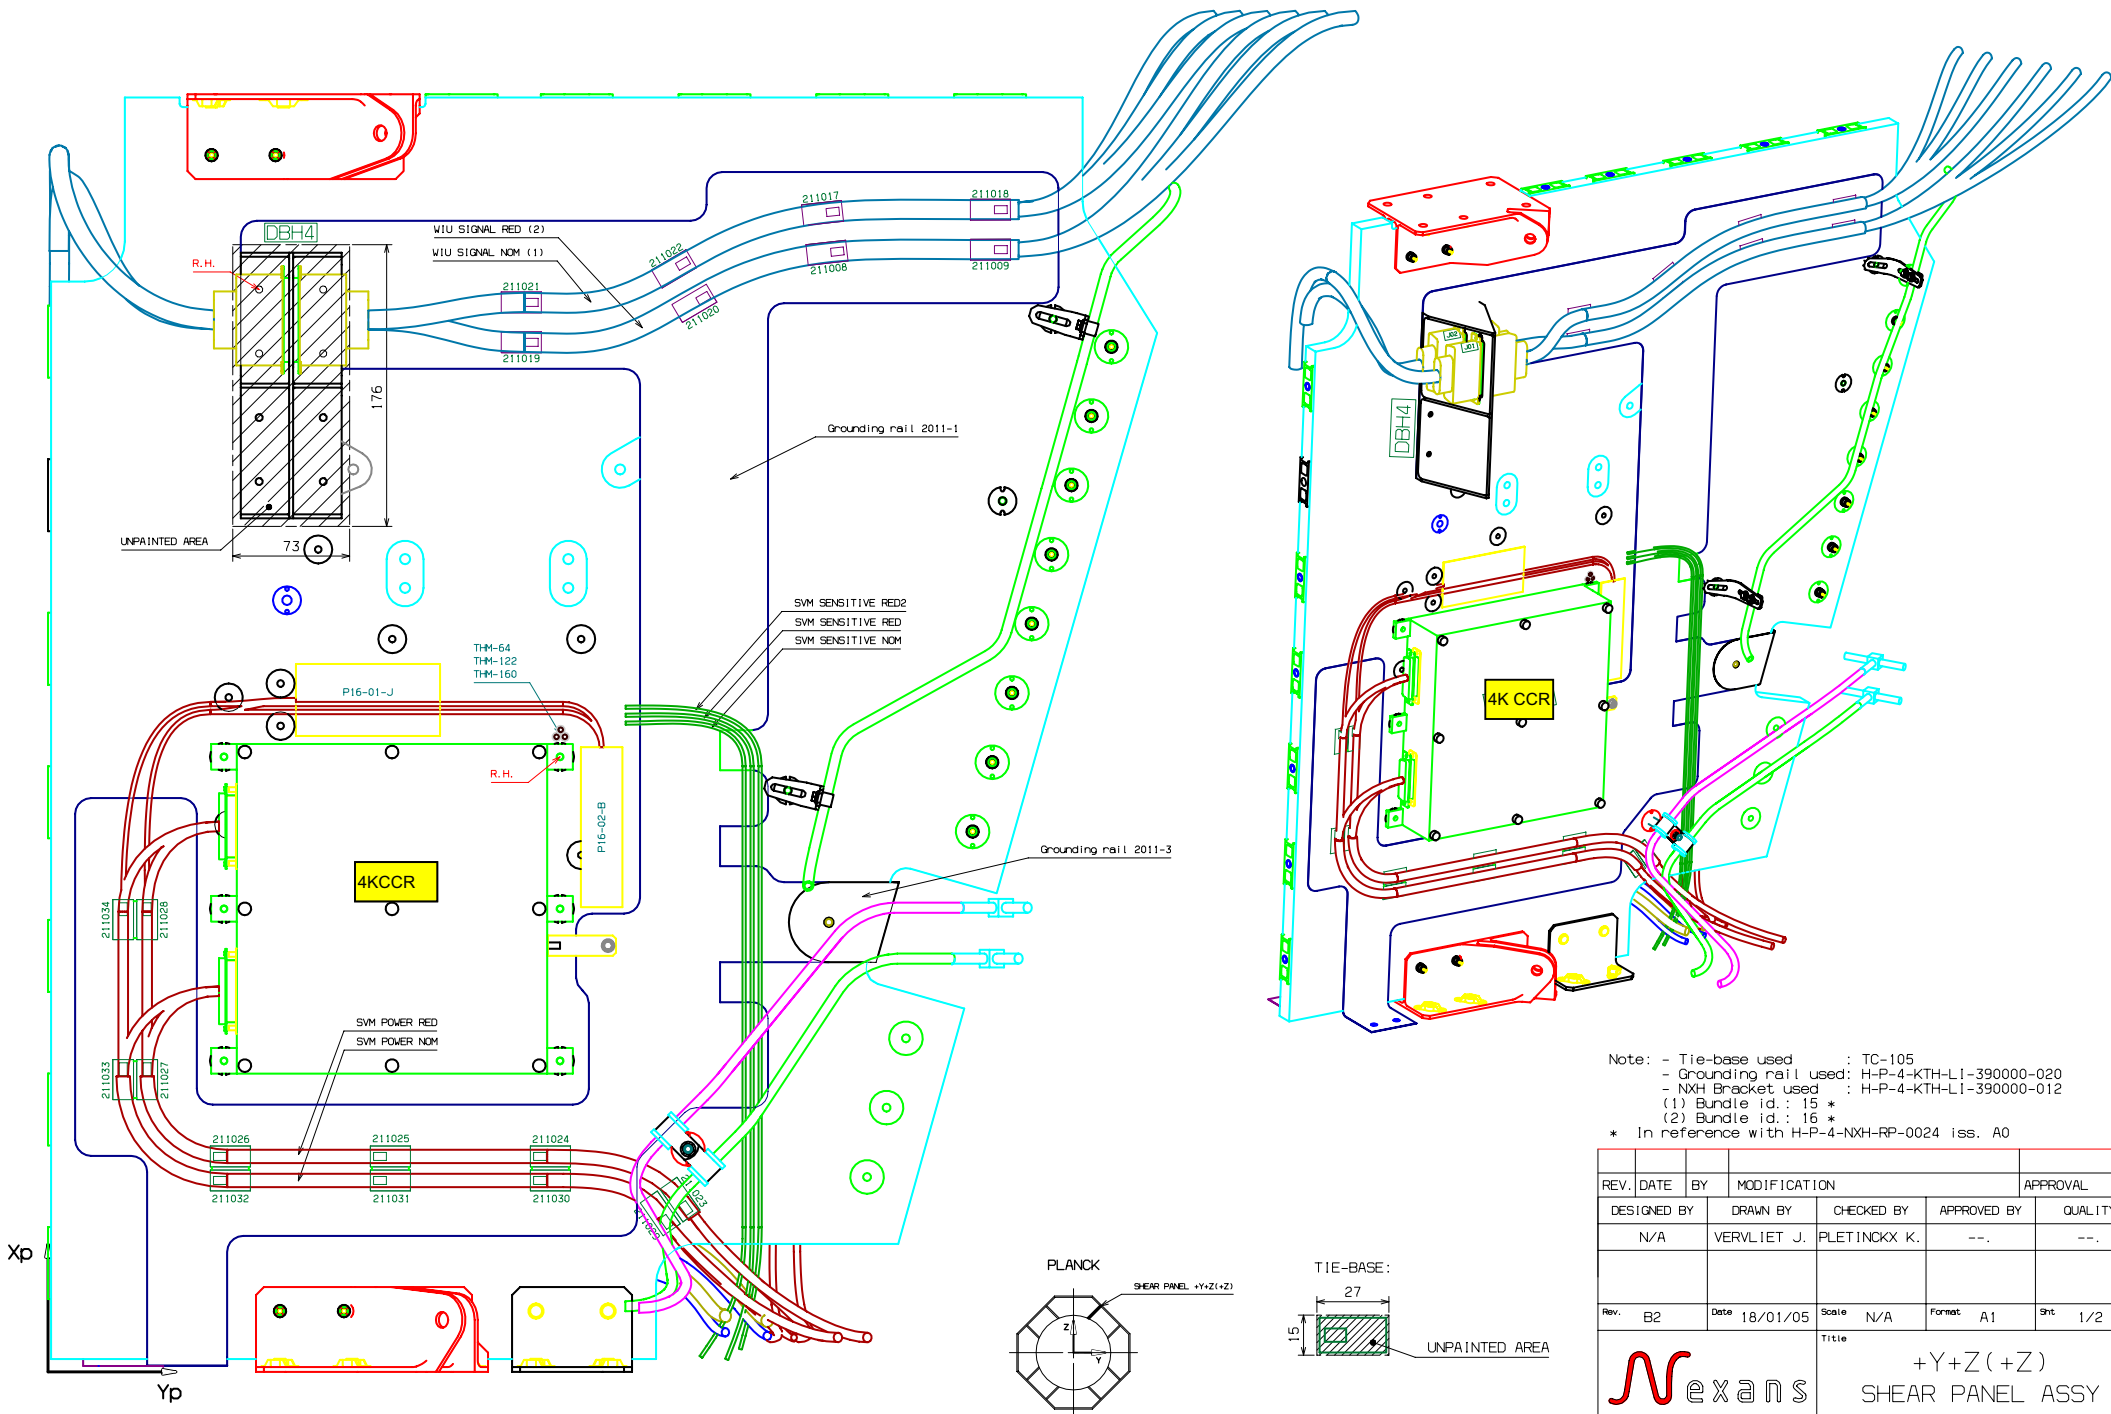 211017
211018
DBH4
WIU SIGNAL RED (2)
WIU SIGNAL NOM (1)
R.H.
211022
211008
211009
211021
211020
211019
176
J02
J01
DBH4
Grounding rail 2011-1
UNPAINTED AREA
73
SVM SENSITIVE RED2
SVM SENSITIVE RED
SVM SENSITIVE NOM
THM-64
THM-122
THM-160
P16-01-J
R.H.
P16-02-B
4K CCR
4KCCR
Grounding rail 2011-3
211034
211028
SVM POWER RED
SVM POWER NOM
211033
211027
211026
211025
211024
211032
211031
211030
211023
211029
Note: - Tie-base used : TC-105
- Grounding rail used: H-P-4-KTH-LI-390000-020
- NXH Bracket used : H-P-4-KTH-LI-390000-012
(1) Bundle id.: 15 *
(2) Bundle id.: 16 *
* In reference with H-P-4-NXH-RP-0024 iss. A0
REV. DATE BY MODIFICATION APPROVAL
DESIGNED BY DRAWN BY CHECKED BY APPROVED BY QUALITY
N/A VERVLIET J. PLETINCKX K. --. --.
Rev. B2 Date 18/01/05 Scale N/A Format A1 Sht 1/2
Title
Nexans
+Y+Z(+Z)
SHEAR PANEL ASSY
Xp
Yp
PLANCK
SHEAR PANEL +Y+Z(+Z)
Z
Y
TIE-BASE:
27
15
UNPAINTED AREA